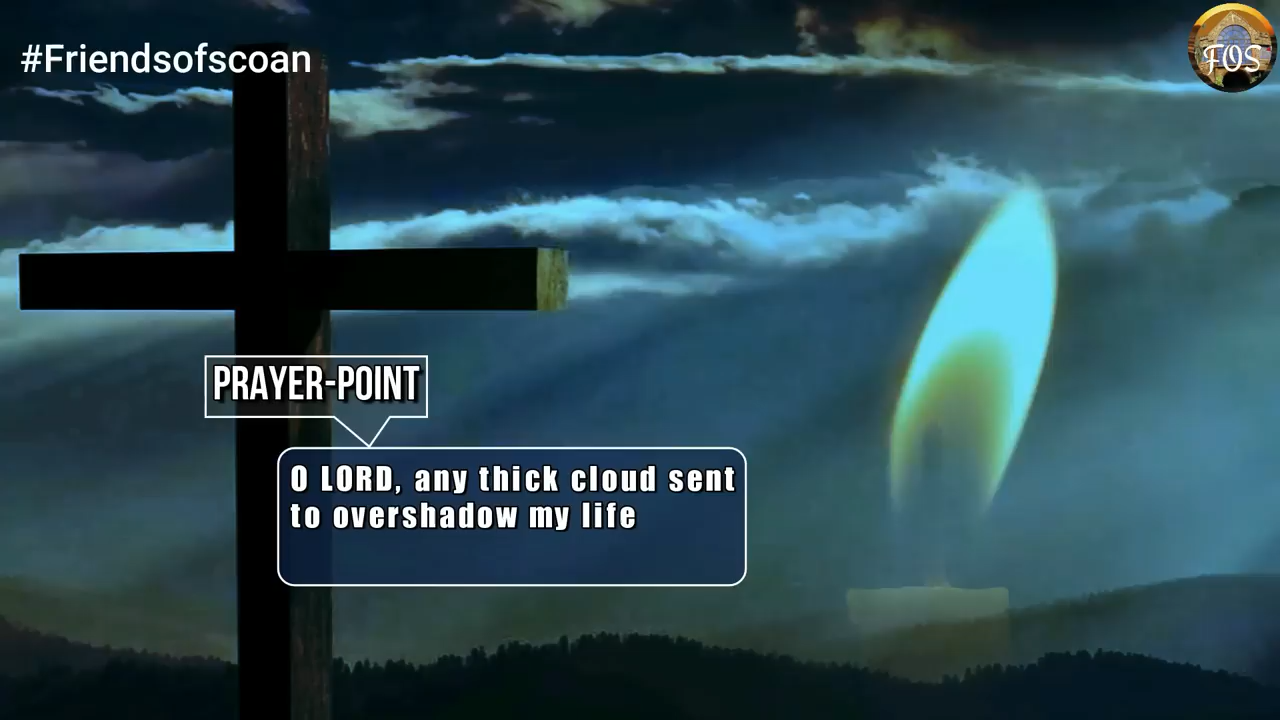 #Friendsofscoan
FOS
PRAYER-POINT
O LORD, any thick cloud sent
to overshadow my life